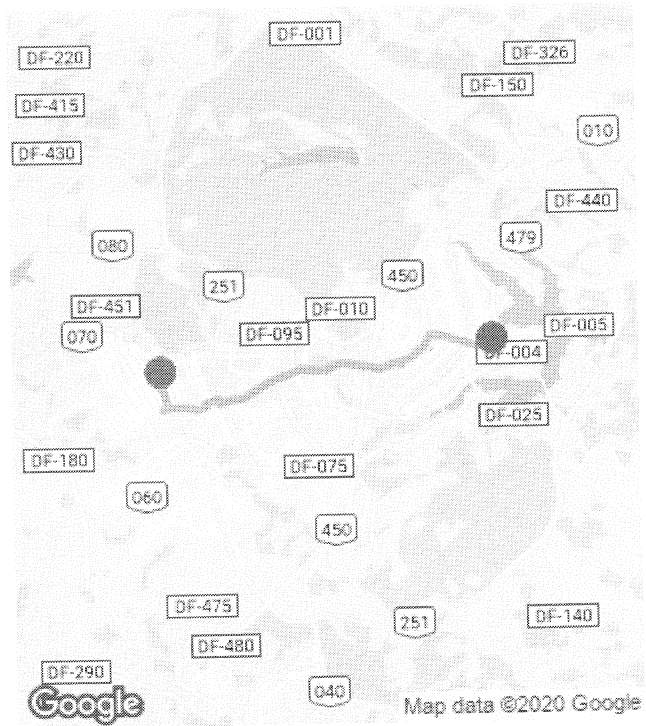 DF-001
DF-220
DF-326
DF-150
DF-415
010
DF-430
DF-440
479
080
450
251
DF-451
DF-010
DF-005
070
DF-095
DF-004
DF-025
DF-180
DF-075
060
450
DF-475
DF-140
251
DF-480
DF-290
040
Google
Map data ©2020 Google